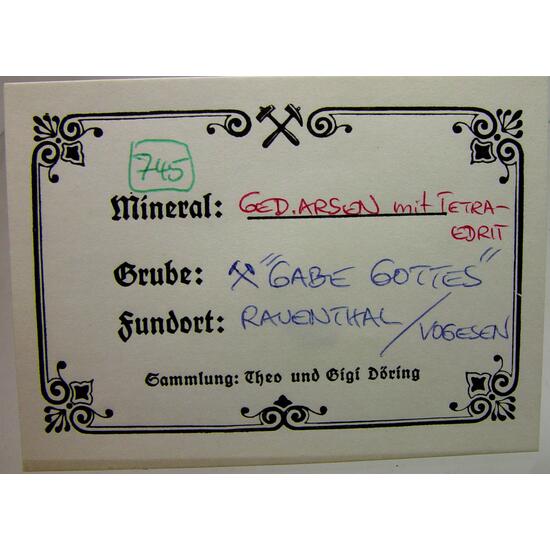 745
Mineral: GED. ARSEN mit TETRA-
EDRIT
Grube: ⚒ "GABE GOTTES"
Fundort: RAUENTHAL / VOGESEN
Sammlung: Theo und Gigi Döring